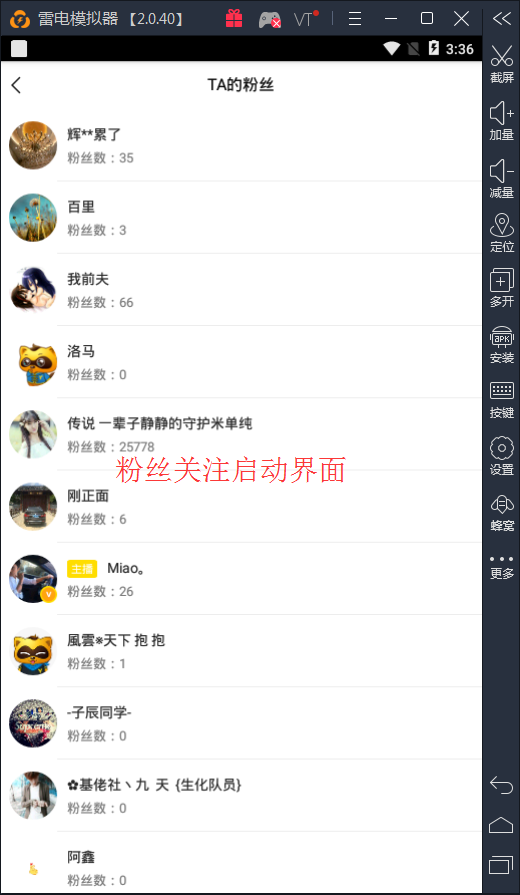 雷电模拟器 【2.0.40】
VT
3:36
TA的粉丝
辉**累了
粉丝数：35
百里
粉丝数：3
我前夫
粉丝数：66
洛马
粉丝数：0
传说 一辈子静静的守护米单纯
粉丝数：25778
粉丝关注启动界面
刚正面
粉丝数：6
主播 Miao。
粉丝数：26
風雲※天下 抱 抱
粉丝数：1
-子辰同学-
粉丝数：0
✿基佬社丶九 天 {生化队员}
粉丝数：0
阿鑫
粉丝数：0
截屏
加量
减量
定位
多开
APK
安装
按键
设置
蜂窝
更多